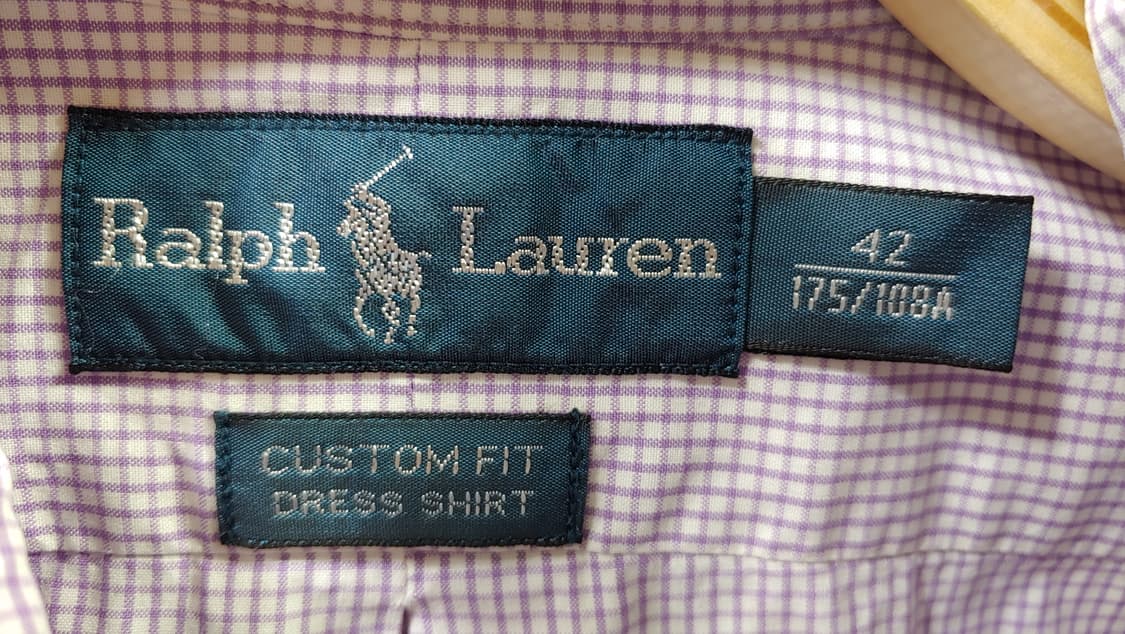 Ralph Lauren
42
175/108A
CUSTOM FIT
DRESS SHIRT